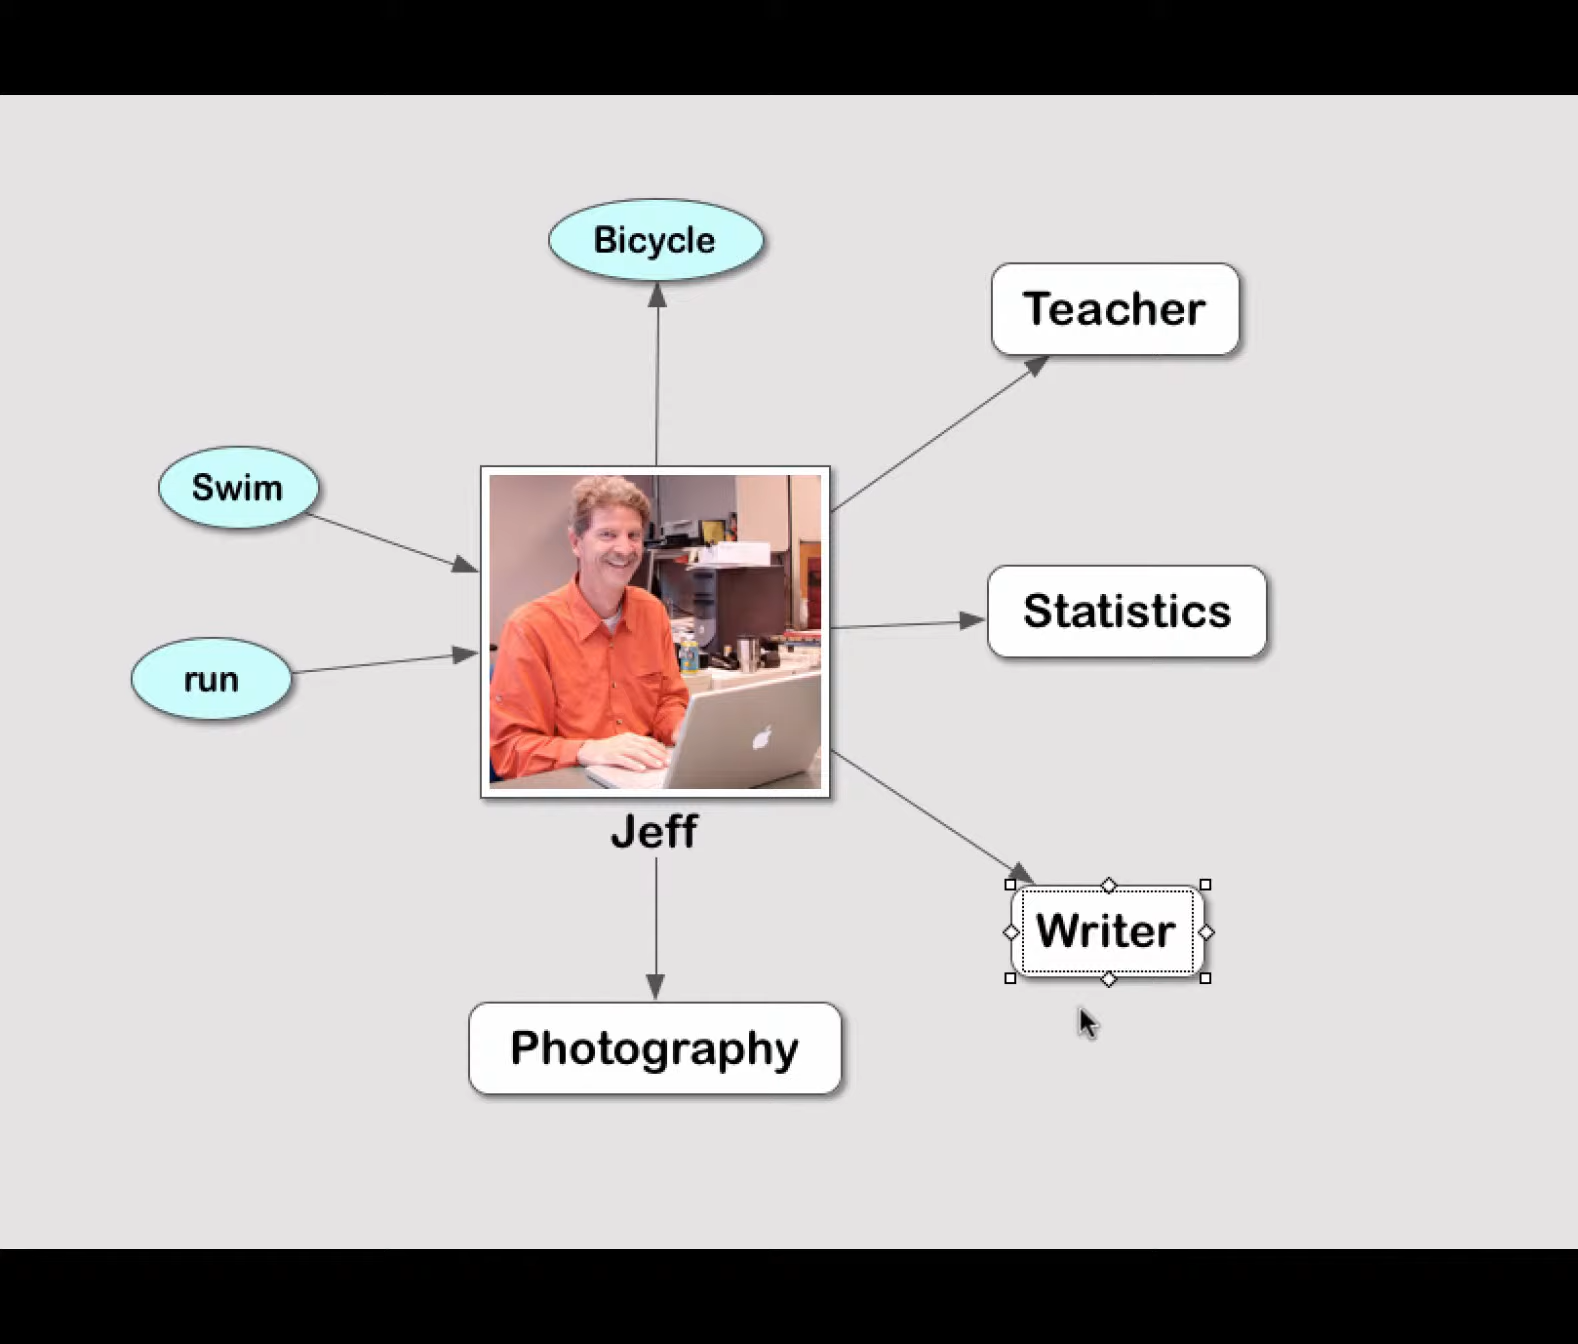 Bicycle
Teacher
Swim
Statistics
run
Jeff
Writer
Photography